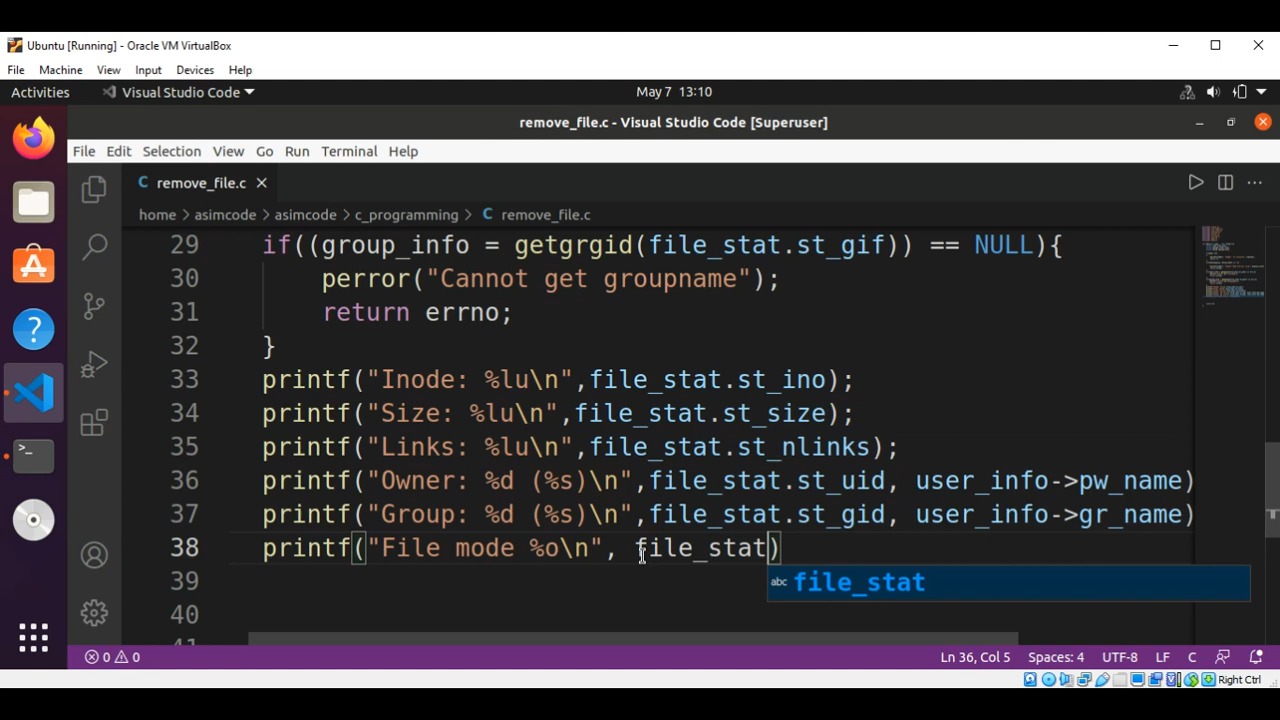 Ubuntu [Running] - Oracle VM VirtualBox
File Machine View Input Devices Help
Activities Visual Studio Code May 7 13:10
remove_file.c - Visual Studio Code [Superuser]
File Edit Selection View Go Run Terminal Help
C remove_file.c
home > asimcode > asimcode > c_programming > C remove_file.c
29 if((group_info = getgrgid(file_stat.st_gif)) == NULL){
30 perror("Cannot get groupname");
31 return errno;
32 }
33 printf("Inode: %lu\n",file_stat.st_ino);
34 printf("Size: %lu\n",file_stat.st_size);
35 printf("Links: %lu\n",file_stat.st_nlinks);
36 printf("Owner: %d (%s)\n",file_stat.st_uid, user_info->pw_name)
37 printf("Group: %d (%s)\n",file_stat.st_gid, user_info->gr_name)
38 printf("File mode %o\n", file_stat)
39 abc file_stat
40
0 0 Ln 36, Col 5 Spaces: 4 UTF-8 LF C
Right Ctrl